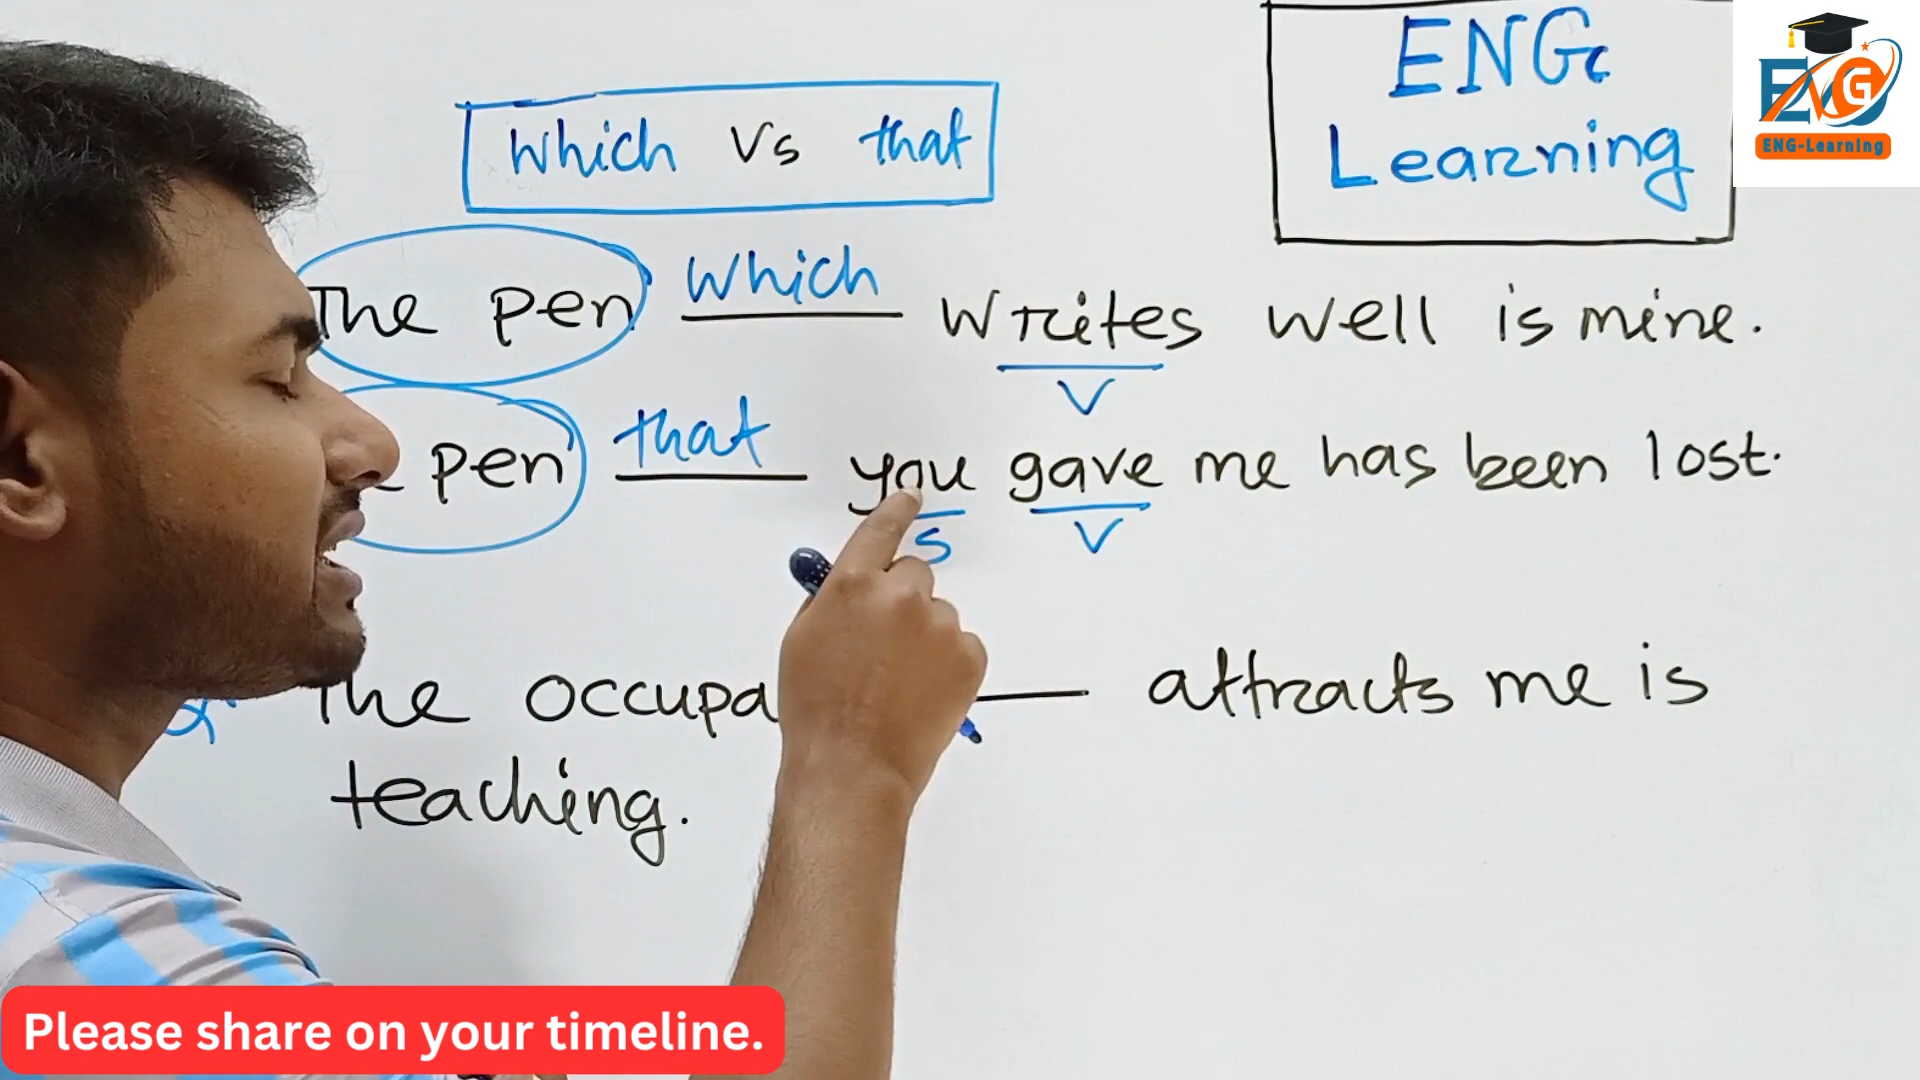 ENG
Learning
ENG-Learning
Which Vs that
The pen which writes well is mine.
V
pen that you gave me has been lost.
S V
The occupa ___ attracts me is
teaching.
Please share on your timeline.